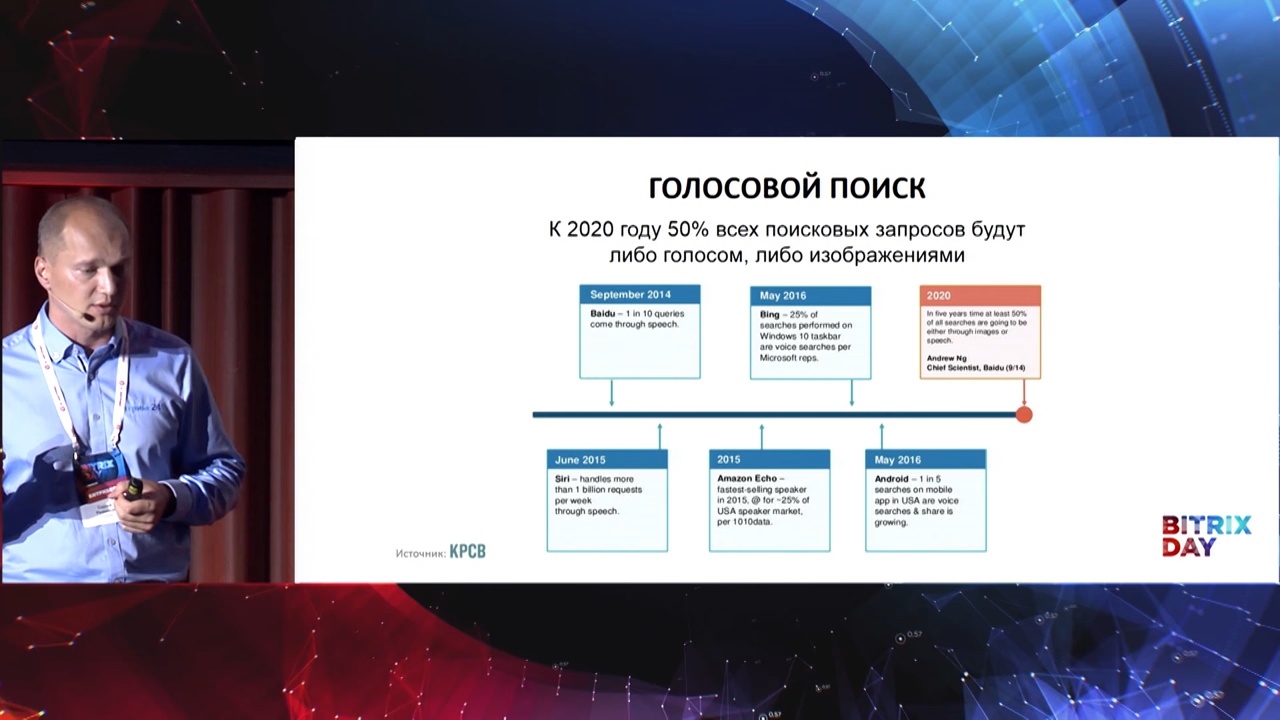 ГОЛОСОВОЙ ПОИСК
К 2020 году 50% всех поисковых запросов будут
либо голосом, либо изображениями
September 2014
Baidu – 1 in 10 queries
come through speech.
May 2016
Bing – 25% of
searches performed on
Windows 10 taskbar
are voice searches per
Microsoft reps.
2020
In five years time at least 50%
of all searches are going to be
either through images or
speech.
Andrew Ng
Chief Scientist, Baidu (9/14)
June 2015
Siri – handles more
than 1 billion requests
per week
through speech.
2015
Amazon Echo –
fastest-selling speaker
in 2015, @ for ~25% of
USA speaker market,
per 1010data.
May 2016
Android – 1 in 5
searches on mobile
app in USA are voice
searches & share is
growing.
Источник: KPCB
BITRIX
DAY
BITRIX
DAY